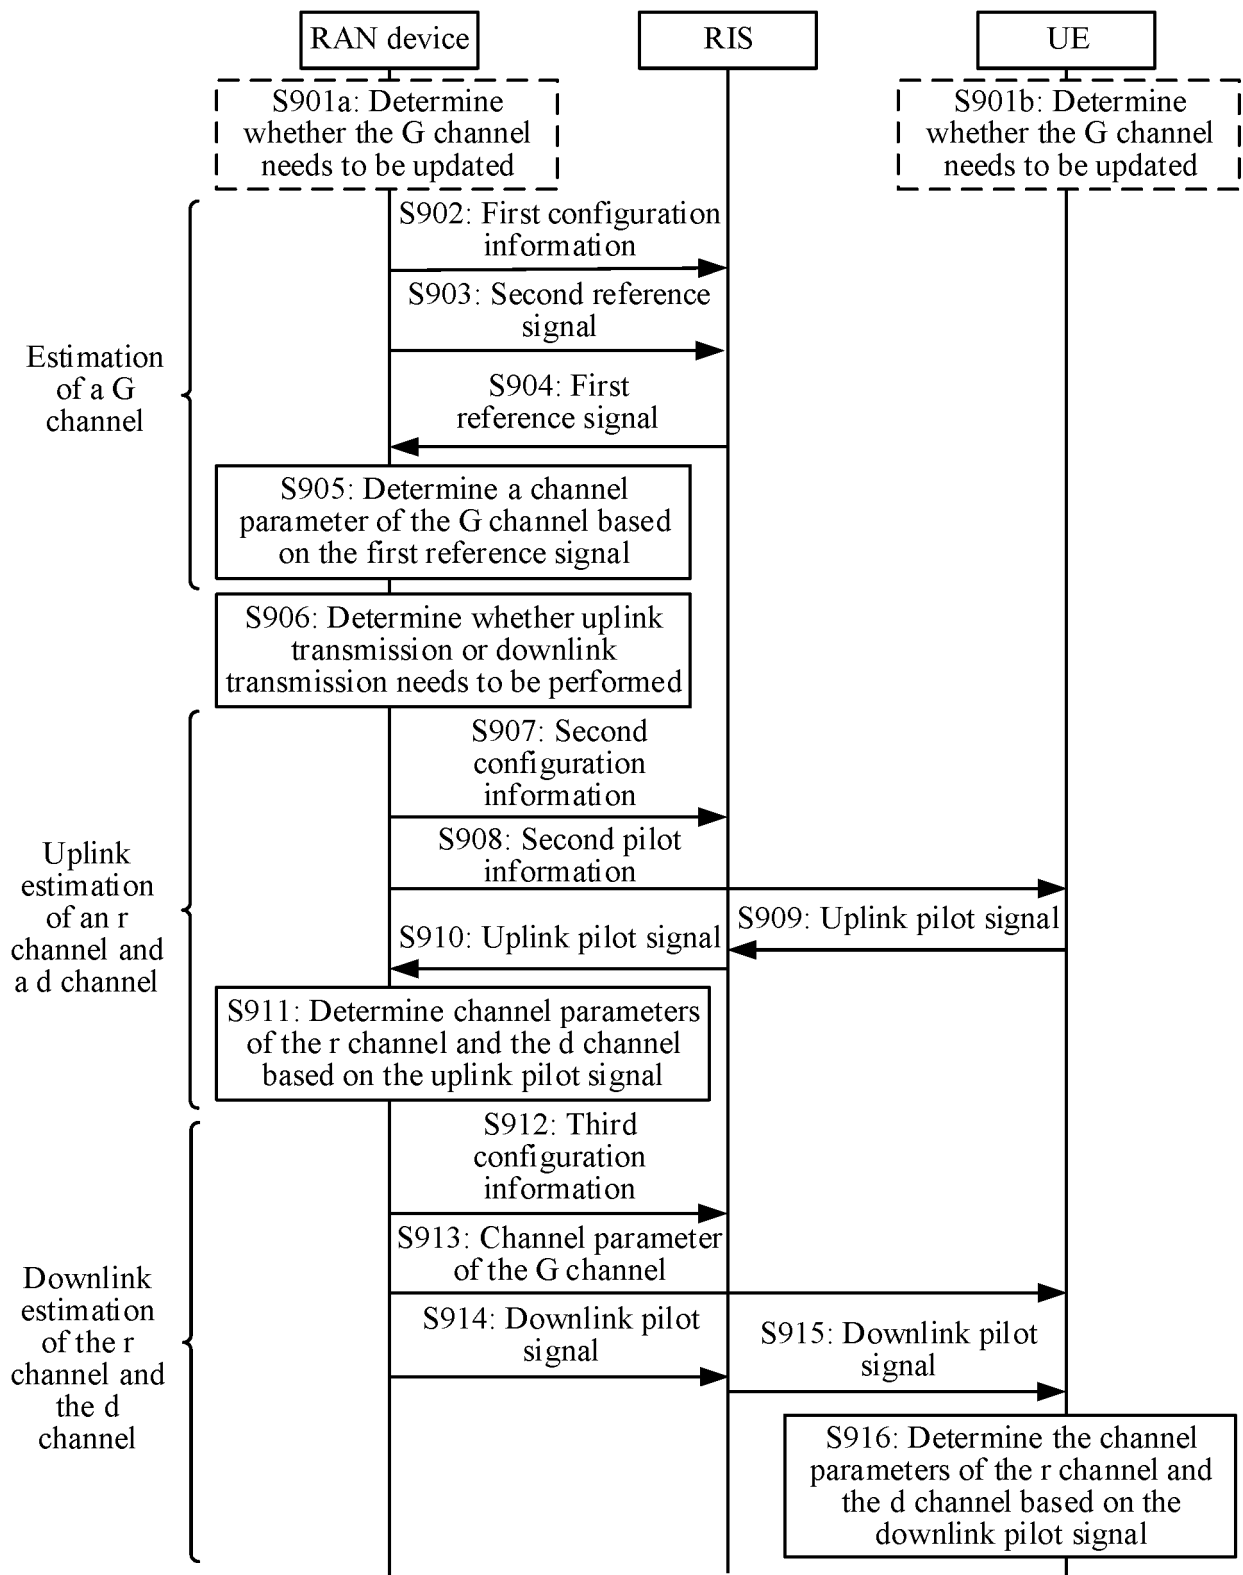 RAN device
RIS
UE
S901a: Determine
whether the G channel
needs to be updated
S901b: Determine
whether the G channel
needs to be updated
Estimation
of a G
channel
S902: First configuration
information
S903: Second reference
signal
S904: First
reference signal
S905: Determine a channel
parameter of the G channel based
on the first reference signal
S906: Determine whether uplink
transmission or downlink
transmission needs to be performed
Uplink
estimation
of an r
channel and
a d channel
S907: Second
configuration
information
S908: Second pilot
information
S909: Uplink pilot signal
S910: Uplink pilot signal
S911: Determine channel parameters
of the r channel and the d channel
based on the uplink pilot signal
Downlink
estimation
of the r
channel and
the d
channel
S912: Third
configuration
information
S913: Channel parameter
of the G channel
S914: Downlink pilot
signal
S915: Downlink pilot
signal
S916: Determine the channel
parameters of the r channel and
the d channel based on the
downlink pilot signal